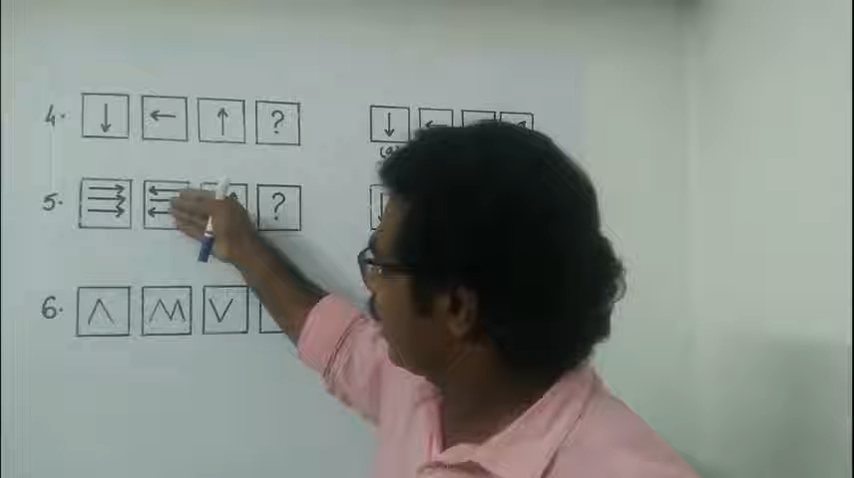 4. ↓ ← ↑ ?
5. ?
6.